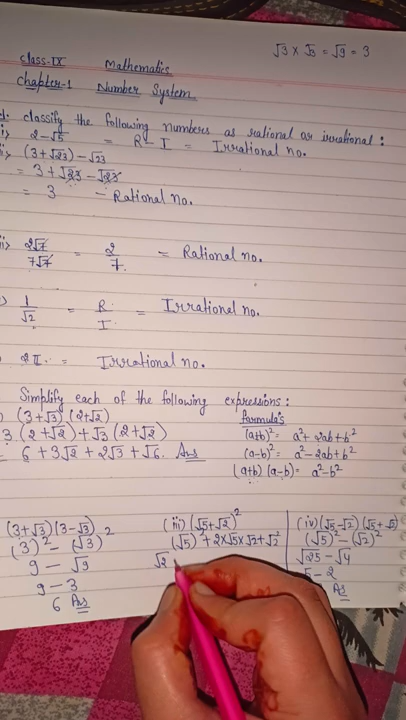 √3 × √3 = √9 = 3
Class-IX Mathematics
Chapter-1 Number System
classify the following numbers as rational or irrational:
2-√5 = R-I = Irrational no.
(3+√23)-√23
= 3+√23-√23
= 3 - Rational no.
2√7/7√7 = 2/7 = Rational no.
1/√2 = R/I = Irrational no.
= Irrational no.
Simplify each of the following expressions:
(3+√3)(2+√2)
3(2+√2)+√3(2+√2)
6+3√2+2√3+√6. Ans
formula's
(a+b)² = a²+2ab+b²
(a-b)² = a²-2ab+b²
(a+b)(a-b) = a²-b²
(3+√3)(3-√3)
(3)²-(√3)²
9-√9
9-3
6 Ans
(iii) (√5+√2)²
(√5)²+2×√5×√2+√2²
√2
(iv) (√5-√2)(√5+√2)
(√5)²-(√2)²
√25-√4
5-2
Ans